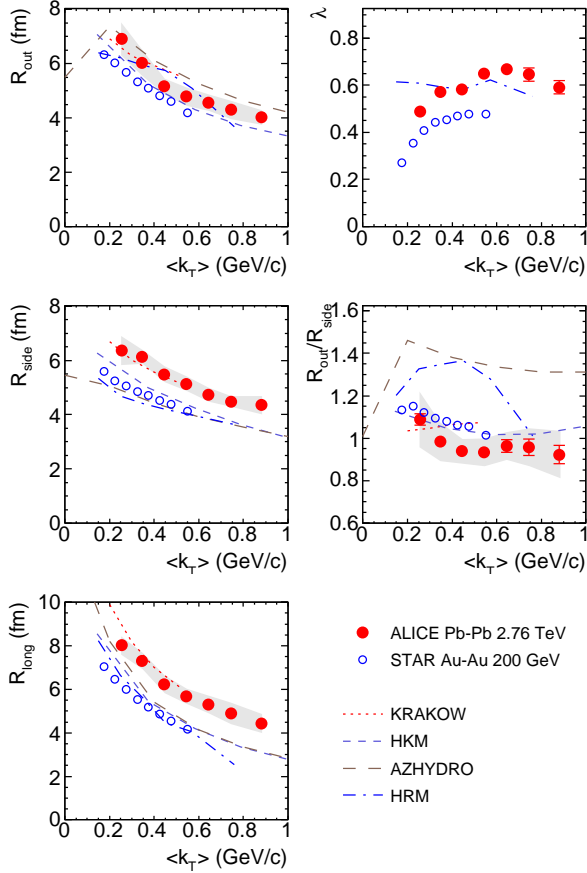 R_out (fm)
8
6
4
2
0
0 0.2 0.4 0.6 0.8 1
<k_T> (GeV/c)
λ
0.8
0.6
0.4
0.2
0
0.2 0.4 0.6 0.8 1
<k_T> (GeV/c)
R_side (fm)
8
6
4
2
0
0 0.2 0.4 0.6 0.8 1
<k_T> (GeV/c)
R_out/R_side
1.6
1.4
1.2
1
0.8
0.6
0 0.2 0.4 0.6 0.8 1
<k_T> (GeV/c)
R_long (fm)
10
8
6
4
2
0
0.2 0.4 0.6 0.8 1
<k_T> (GeV/c)
ALICE Pb-Pb 2.76 TeV
STAR Au-Au 200 GeV
KRAKOW
HKM
AZHYDRO
HRM